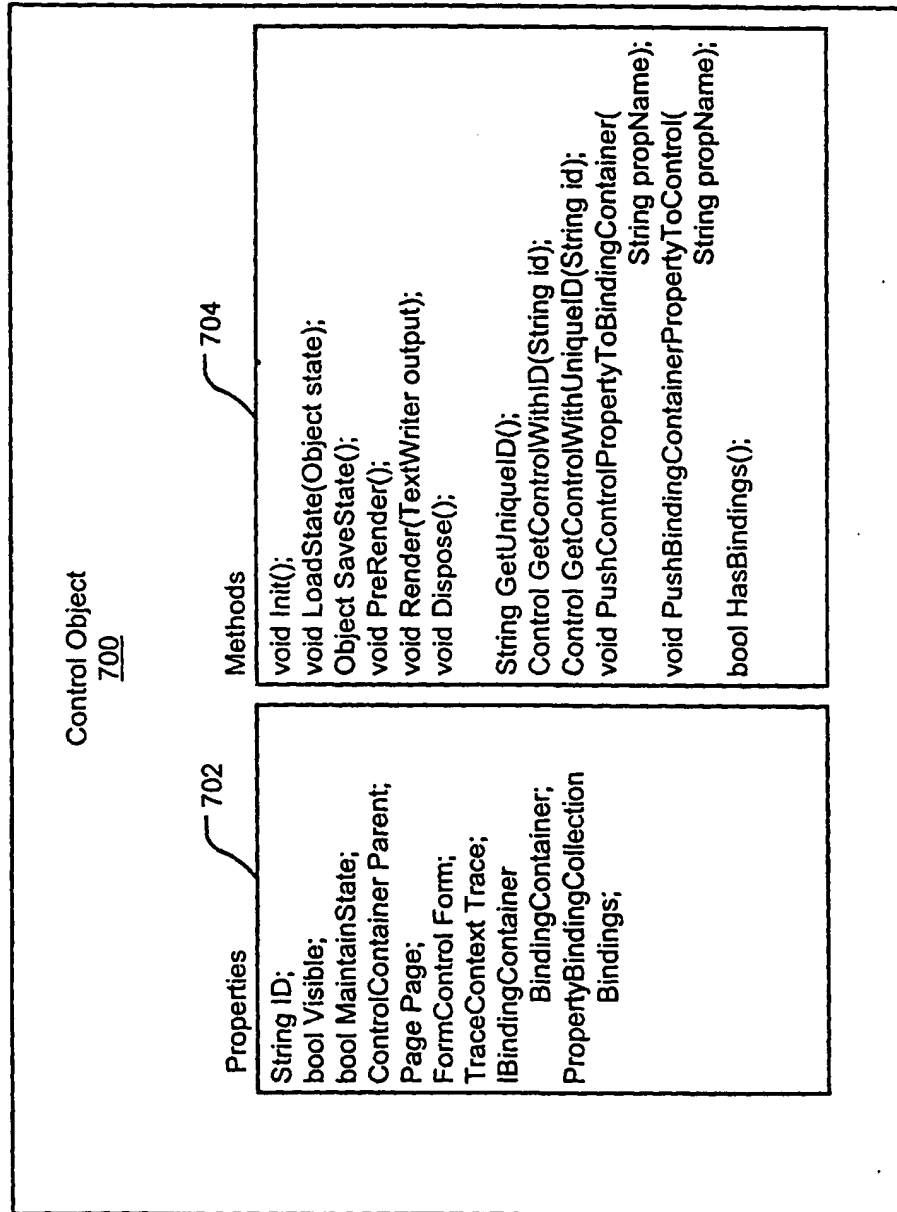 Control Object
700
Properties
702
String ID;
bool Visible;
bool MaintainState;
ControlContainer Parent;
Page Page;
FormControl Form;
TraceContext Trace;
IBindingContainer
BindingContainer;
PropertyBindingCollection
Bindings;
Methods
704
void Init();
void LoadState(Object state);
Object SaveState();
void PreRender();
void Render(TextWriter output);
void Dispose();
String GetUniqueID();
Control GetControlWithID(String id);
Control GetControlWithUniqueID(String id);
void PushControlPropertyToBindingContainer(
String propName);
void PushBindingContainerPropertyToControl(
String propName);
bool HasBindings();